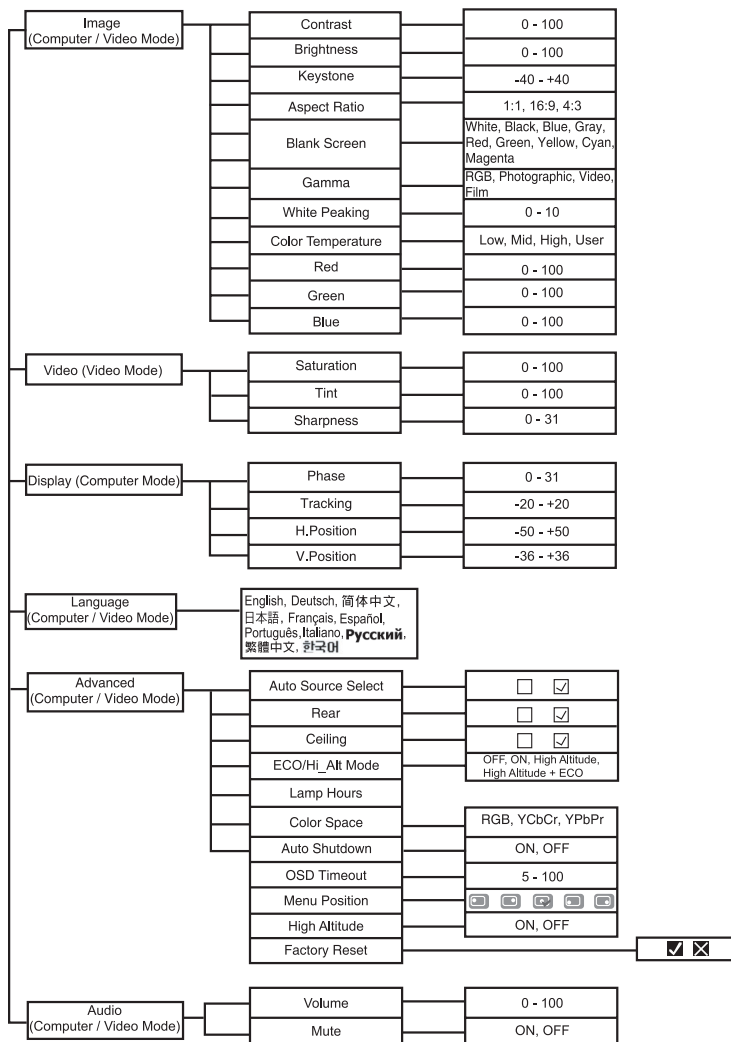 Image
(Computer / Video Mode)
Contrast
0 - 100
Brightness
0 - 100
Keystone
-40 - +40
Aspect Ratio
1:1, 16:9, 4:3
Blank Screen
White, Black, Blue, Gray,
Red, Green, Yellow, Cyan,
Magenta
Gamma
RGB, Photographic, Video,
Film
White Peaking
0 - 10
Color Temperature
Low, Mid, High, User
Red
0 - 100
Green
0 - 100
Blue
0 - 100
Video (Video Mode)
Saturation
0 - 100
Tint
0 - 100
Sharpness
0 - 31
Display (Computer Mode)
Phase
0 - 31
Tracking
-20 - +20
H.Position
-50 - +50
V.Position
-36 - +36
Language
(Computer / Video Mode)
English, Deutsch, 简体中文,
日本語, Français, Español,
Português, Italiano, Русский,
繁體中文, 한국어
Advanced
(Computer / Video Mode)
Auto Source Select
Rear
Ceiling
ECO/Hi_Alt Mode
OFF, ON, High Altitude,
High Altitude + ECO
Lamp Hours
Color Space
RGB, YCbCr, YPbPr
Auto Shutdown
ON, OFF
OSD Timeout
5 - 100
Menu Position
High Altitude
ON, OFF
Factory Reset
Audio
(Computer / Video Mode)
Volume
0 - 100
Mute
ON, OFF